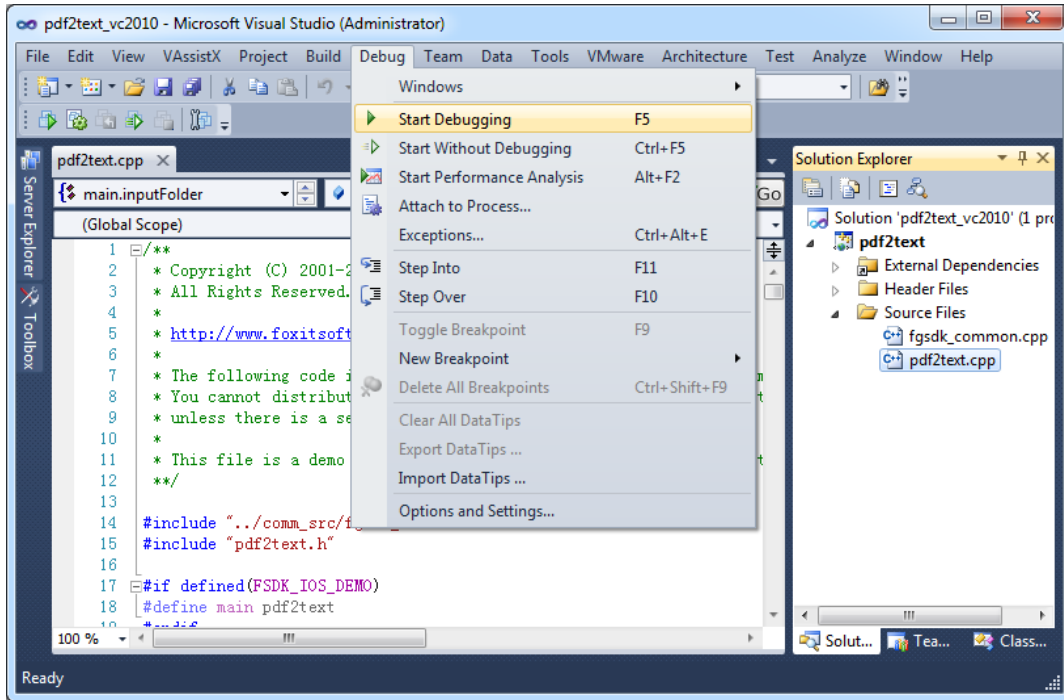 pdf2text_vc2010 - Microsoft Visual Studio (Administrator)
File Edit View VAssistX Project Build Debug Team Data Tools VMware Architecture Test Analyze Window Help
Windows
Start Debugging F5
Start Without Debugging Ctrl+F5
Start Performance Analysis Alt+F2
Attach to Process...
Exceptions... Ctrl+Alt+E
Step Into F11
Step Over F10
Toggle Breakpoint F9
New Breakpoint
Delete All Breakpoints Ctrl+Shift+F9
Clear All DataTips
Export DataTips ...
Import DataTips ...
Options and Settings...
Server Explorer
Toolbox
pdf2text.cpp
main.inputFolder
Go
(Global Scope)
1 /**
2 * Copyright (C) 2001-2
3 * All Rights Reserved.
4 *
5 * http://www.foxitsoft
6 *
7 * The following code i
8 * You cannot distribut
9 * unless there is a se
10 *
11 * This file is a demo
12 **/
13
14 #include "../comm_src/f
15 #include "pdf2text.h"
16
17 #if defined(FSDK_IOS_DEMO)
18 #define main pdf2text
19 #endif
100 %
Solution Explorer
Solution 'pdf2text_vc2010' (1 pro
pdf2text
External Dependencies
Header Files
Source Files
fgsdk_common.cpp
pdf2text.cpp
Solut... Tea... Class...
Ready